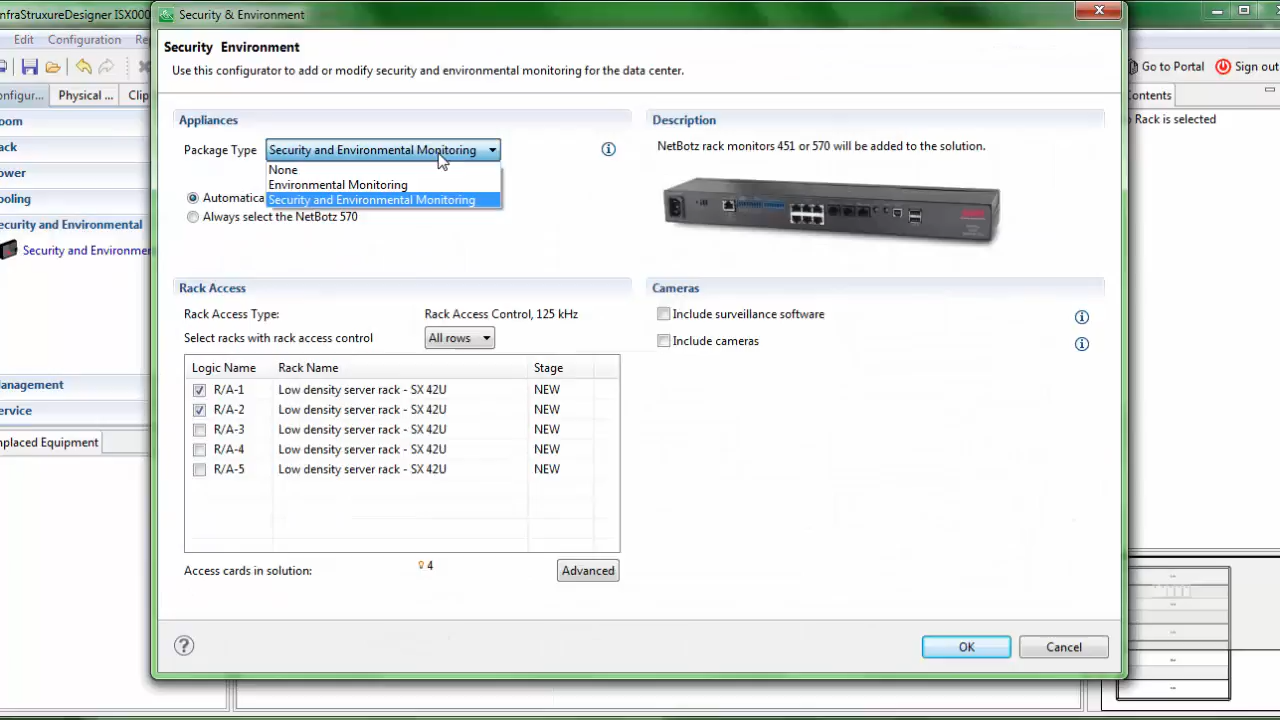 nfraStruxureDesigner ISX000
Security & Environment
Edit Configuration
Go to Portal Sign out
onfigur... Physical ... Clip
ontents
Rack is selected
oom
ack
ower
ooling
ecurity and Environmental
Security and Environmen
anagement
ervice
nplaced Equipment
Security Environment
Use this configurator to add or modify security and environmental monitoring for the data center.
Appliances
Package Type Security and Environmental Monitoring
None
Environmental Monitoring
Security and Environmental Monitoring
Automatica
Always select the NetBotz 570
Description
NetBotz rack monitors 451 or 570 will be added to the solution.
Rack Access
Rack Access Type: Rack Access Control, 125 kHz
Select racks with rack access control All rows
Logic Name Rack Name Stage
R/A-1 Low density server rack - SX 42U NEW
R/A-2 Low density server rack - SX 42U NEW
R/A-3 Low density server rack - SX 42U NEW
R/A-4 Low density server rack - SX 42U NEW
R/A-5 Low density server rack - SX 42U NEW
Access cards in solution: 4 Advanced
Cameras
Include surveillance software
Include cameras
OK Cancel